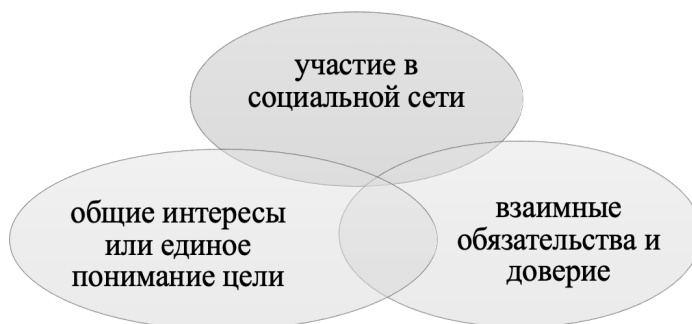 участие в
социальной сети
общие интересы
или единое
понимание цели
взаимные
обязательства и
доверие